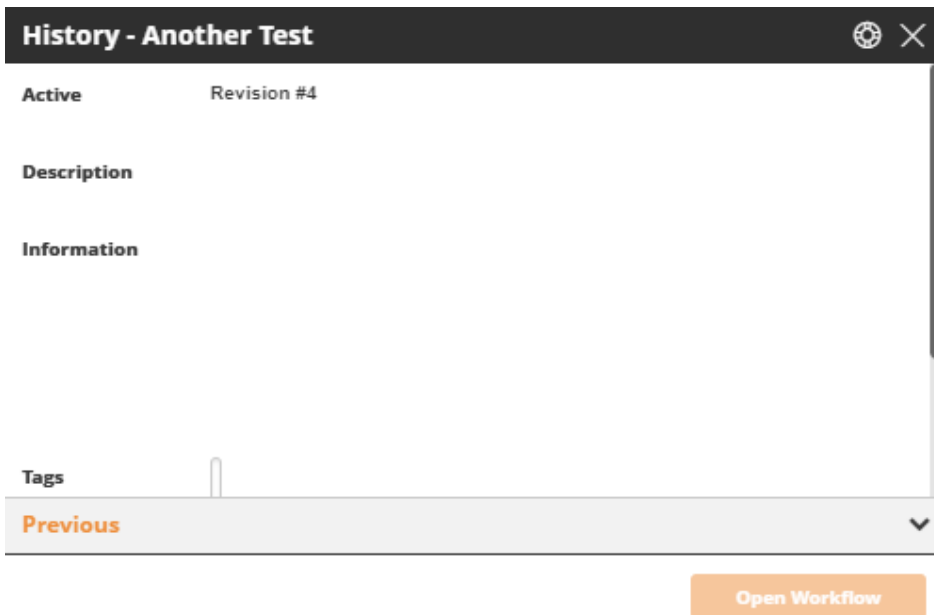 History - Another Test
Active Revision #4
Description
Information
Tags
Previous
Open Workflow